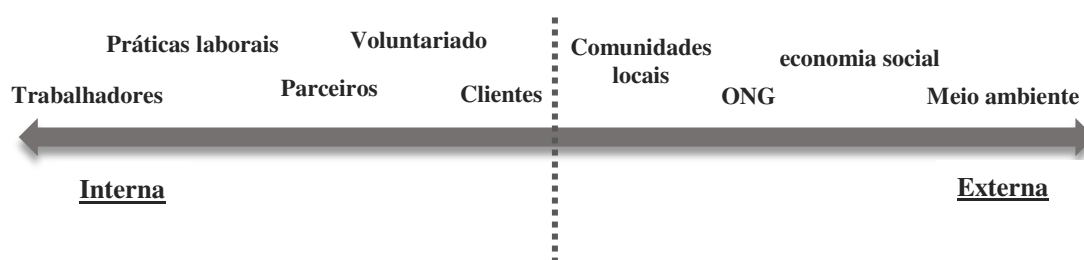 Práticas laborais
Voluntariado
Comunidades
locais
economia social
Trabalhadores
Parceiros
Clientes
ONG
Meio ambiente
Interna
Externa